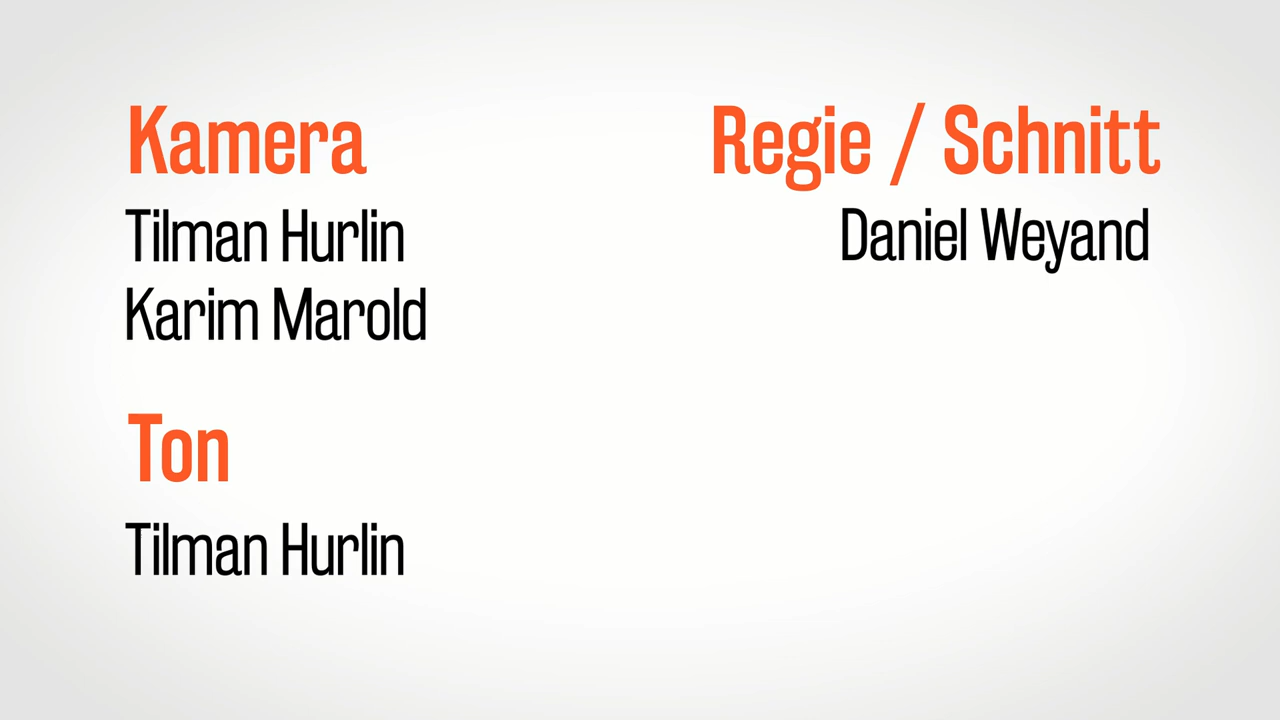 Kamera
Tilman Hurlin
Karim Marold
Ton
Tilman Hurlin
Regie / Schnitt
Daniel Weyand